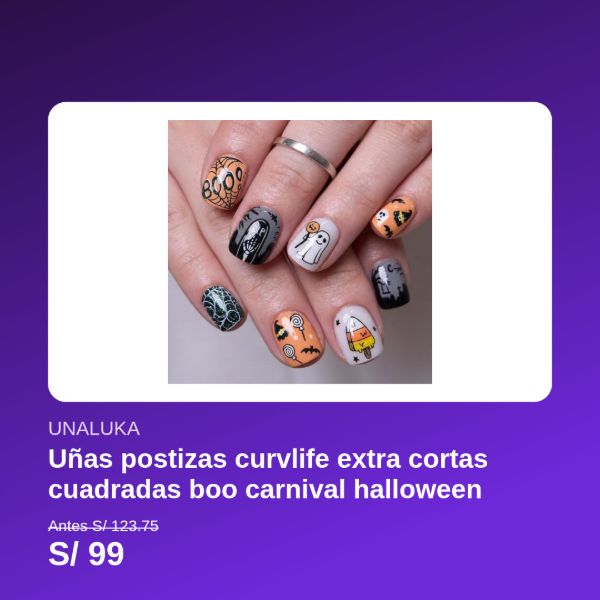 BOO
UNALUKA
Uñas postizas curvlife extra cortas
cuadradas boo carnival halloween
Antes S/ 123.75
S/ 99